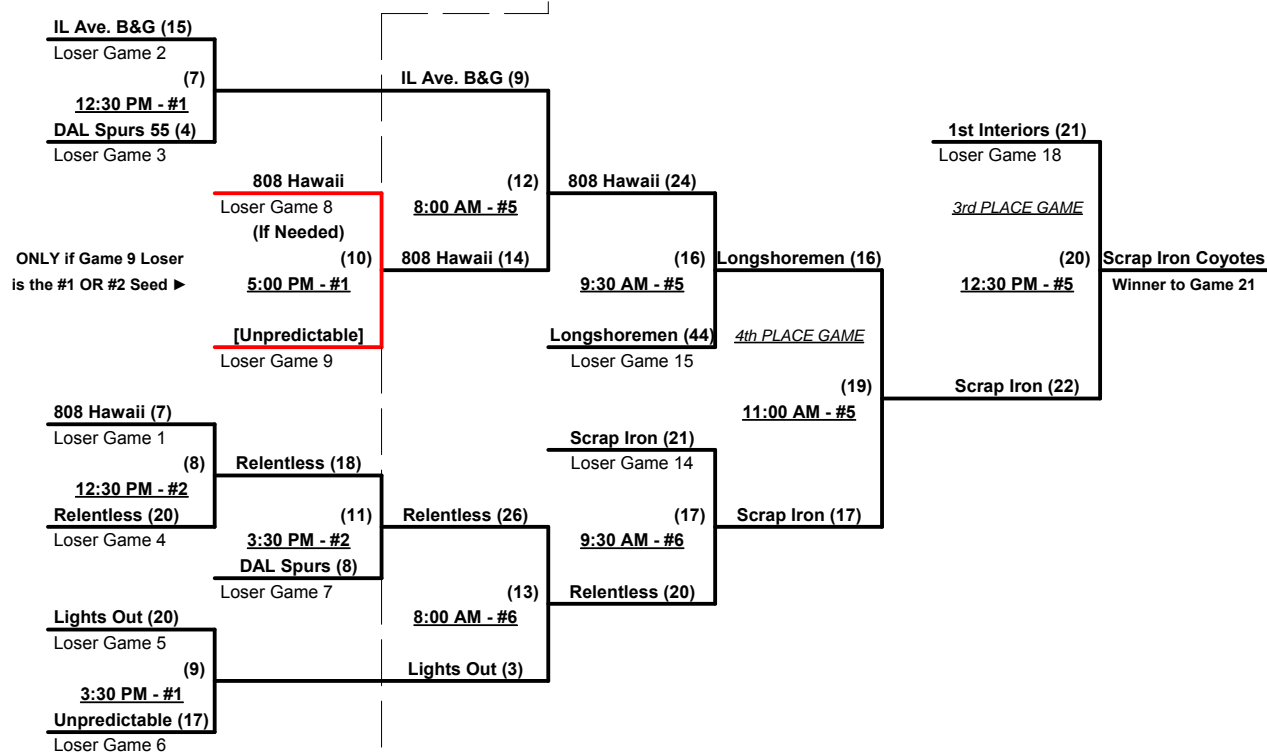 IL Ave. B&G (15)
Loser Game 2
(7)
12:30 PM - #1
DAL Spurs 55 (4)
Loser Game 3
IL Ave. B&G (9)
808 Hawaii
Loser Game 8
(If Needed)
(10)
5:00 PM - #1
[Unpredictable]
Loser Game 9
ONLY if Game 9 Loser
is the #1 OR #2 Seed ►
(12)
8:00 AM - #5
808 Hawaii (14)
808 Hawaii (24)
(16)
9:30 AM - #5
Longshoremen (44)
Loser Game 15
Longshoremen (16)
4th PLACE GAME
(19)
11:00 AM - #5
1st Interiors (21)
Loser Game 18
3rd PLACE GAME
(20)
12:30 PM - #5
Scrap Iron Coyotes
Winner to Game 21
Scrap Iron (22)
808 Hawaii (7)
Loser Game 1
(8)
12:30 PM - #2
Relentless (20)
Loser Game 4
Relentless (18)
(11)
3:30 PM - #2
DAL Spurs (8)
Loser Game 7
Relentless (26)
Scrap Iron (21)
Loser Game 14
(17)
9:30 AM - #6
Scrap Iron (17)
Relentless (20)
(13)
8:00 AM - #6
Lights Out (20)
Loser Game 5
(9)
3:30 PM - #1
Unpredictable (17)
Loser Game 6
Lights Out (3)